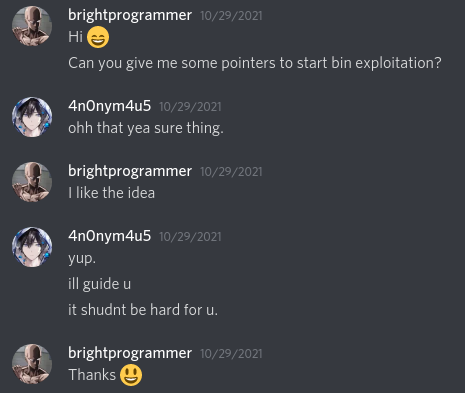 brightprogrammer 10/29/2021
Hi 😄
Can you give me some pointers to start bin exploitation?
4n0nym4u5 10/29/2021
ohh that yea sure thing.
brightprogrammer 10/29/2021
I like the idea
4n0nym4u5 10/29/2021
yup.
ill guide u
it shudnt be hard for u.
brightprogrammer 10/29/2021
Thanks 😃